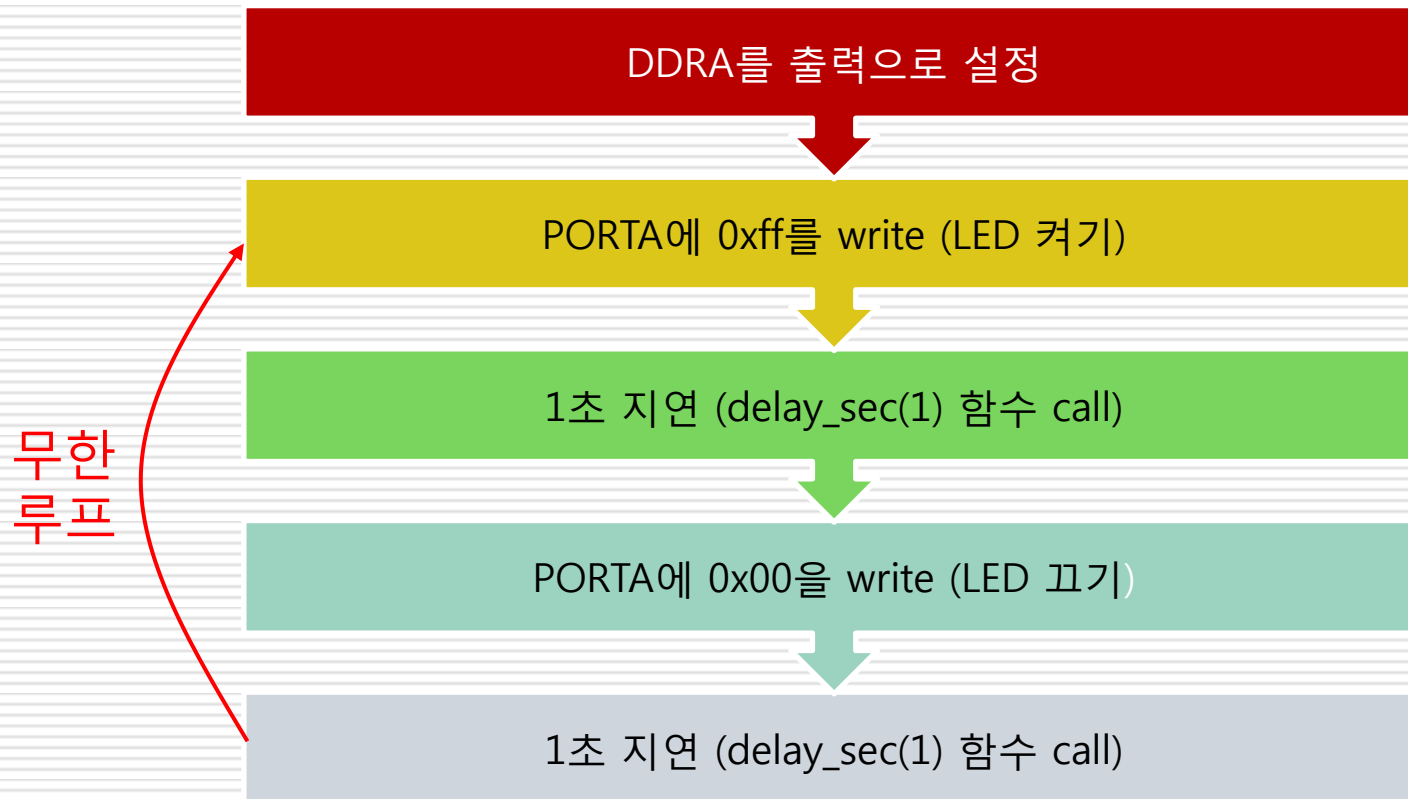 DDRA를 출력으로 설정
PORTA에 0xff를 write (LED 켜기)
1초 지연 (delay_sec(1) 함수 call)
무한
루프
PORTA에 0x00을 write (LED 끄기)
1초 지연 (delay_sec(1) 함수 call)